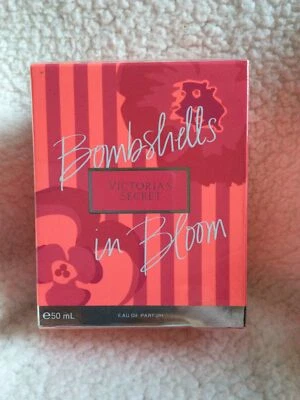 Bombshells
VICTORIA'S
SECRET
in Bloom
℮50 mL EAU DE PARFUM